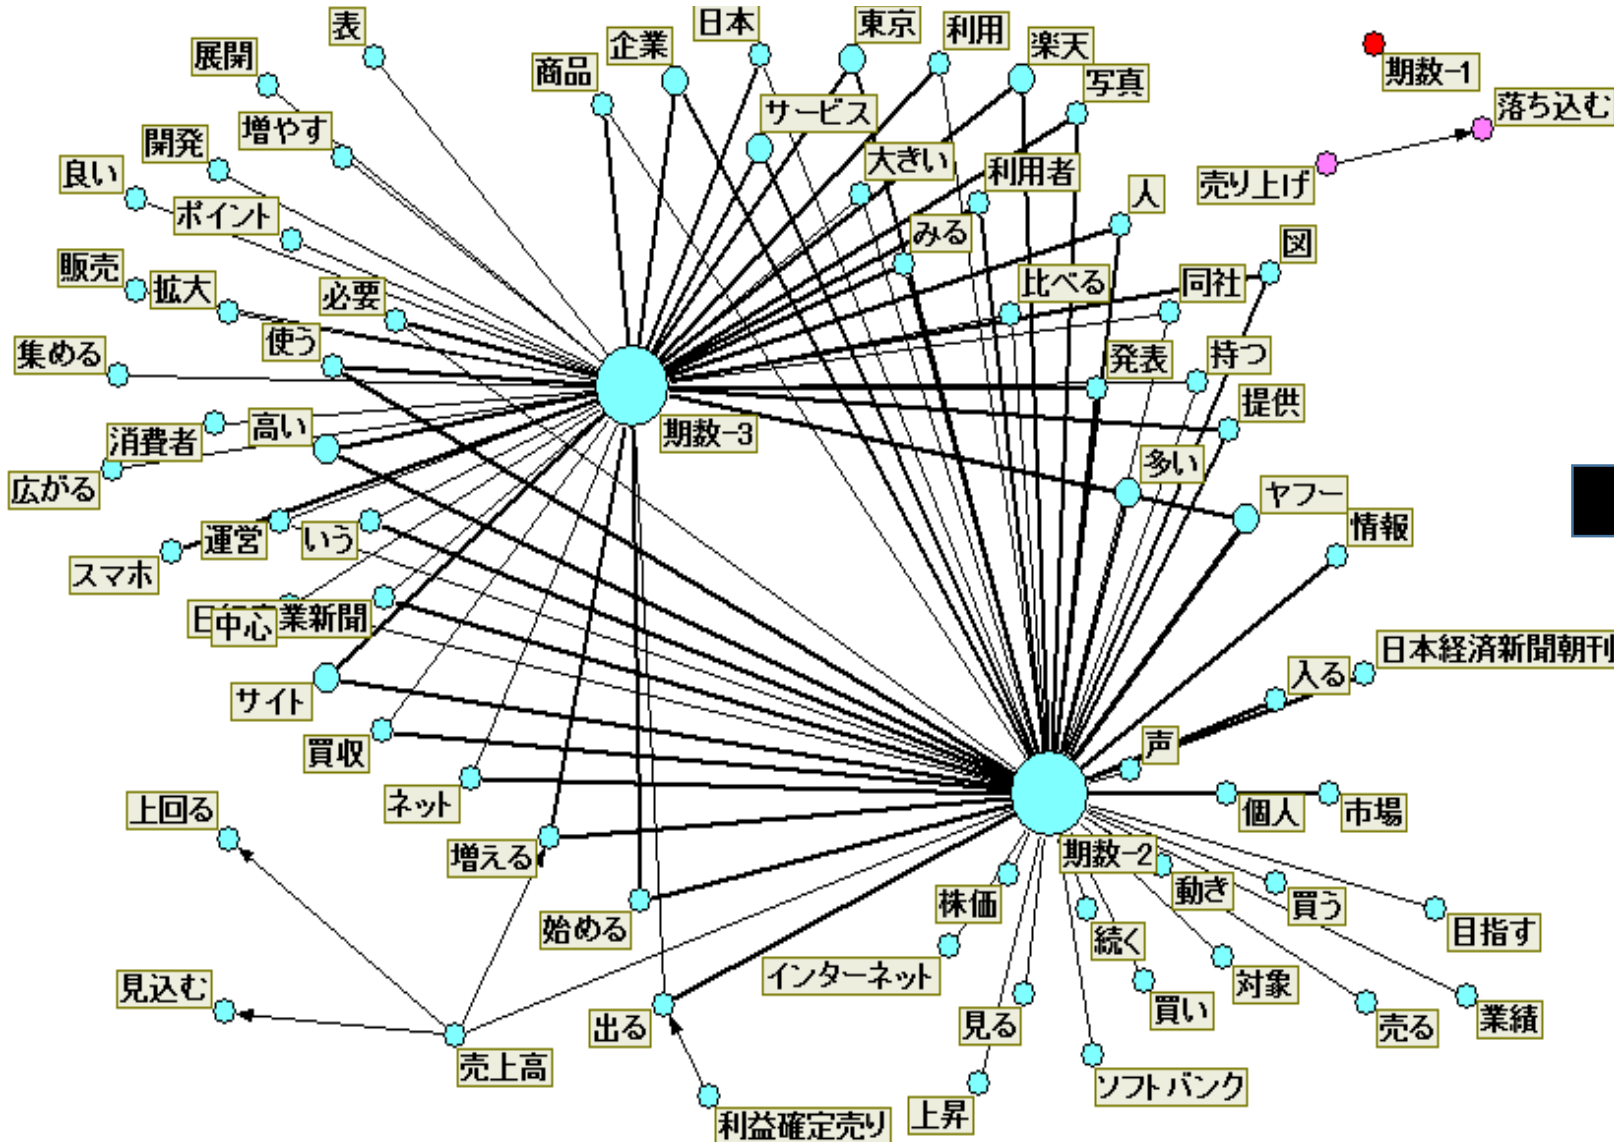 表
日本
東京
利用
展開
企業
楽天
期数-1
商品
写真
落ち込む
増やす
サービス
開発
大きい
利用者
良い
売り上げ
ポイント
人
みる
図
販売
拡大
必要
比べる
同社
集める
使う
発表
持つ
提供
消費者
高い
期数-3
多い
広がる
ヤフー
情報
運営
いう
スマホ
中心
業新聞
日本経済新聞朝刊
入る
サイト
買収
声
ネット
上回る
個人
市場
増える
期数-2
動き
株価
買う
始める
続く
目指す
インターネット
見込む
対象
出る
見る
買い
売る
業績
売上高
ソフトバンク
上昇
利益確定売り